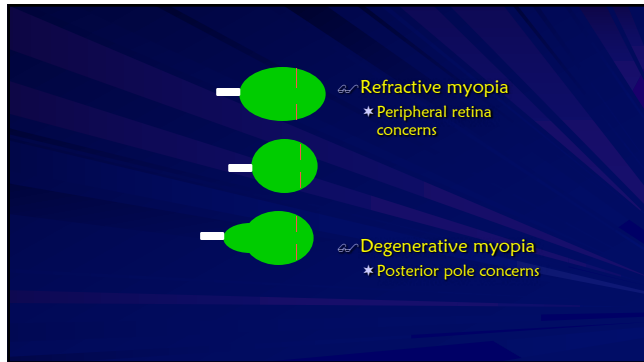 Refractive myopia
Peripheral retina
concerns
Degenerative myopia
Posterior pole concerns